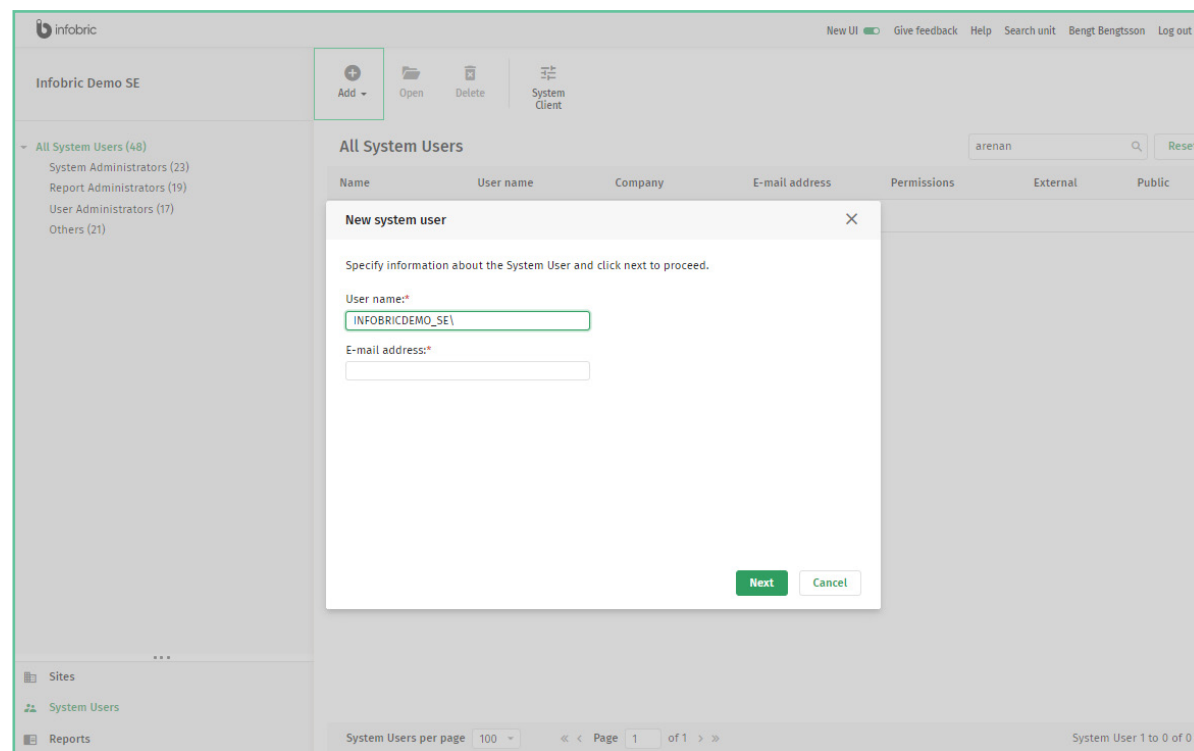 infobric
New UI Give feedback Help Search unit Bengt Bengtsson Log out
Infobric Demo SE
Add Open Delete System Client
All System Users (48)
System Administrators (23)
Report Administrators (19)
User Administrators (17)
Others (21)
All System Users
arenan Reset
Name User name Company E-mail address Permissions External Public
New system user
Specify information about the System User and click next to proceed.
User name:*
INFOBRICDEMO_SE\
E-mail address:*
Next Cancel
Sites
System Users
Reports
System Users per page 100 « ‹ Page 1 of 1 › » System User 1 to 0 of 0